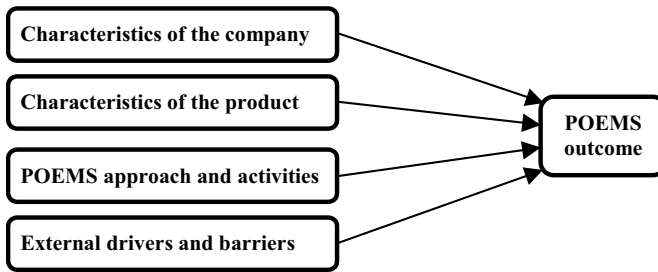 Characteristics of the company
Characteristics of the product
POEMS approach and activities
External drivers and barriers
POEMS
outcome